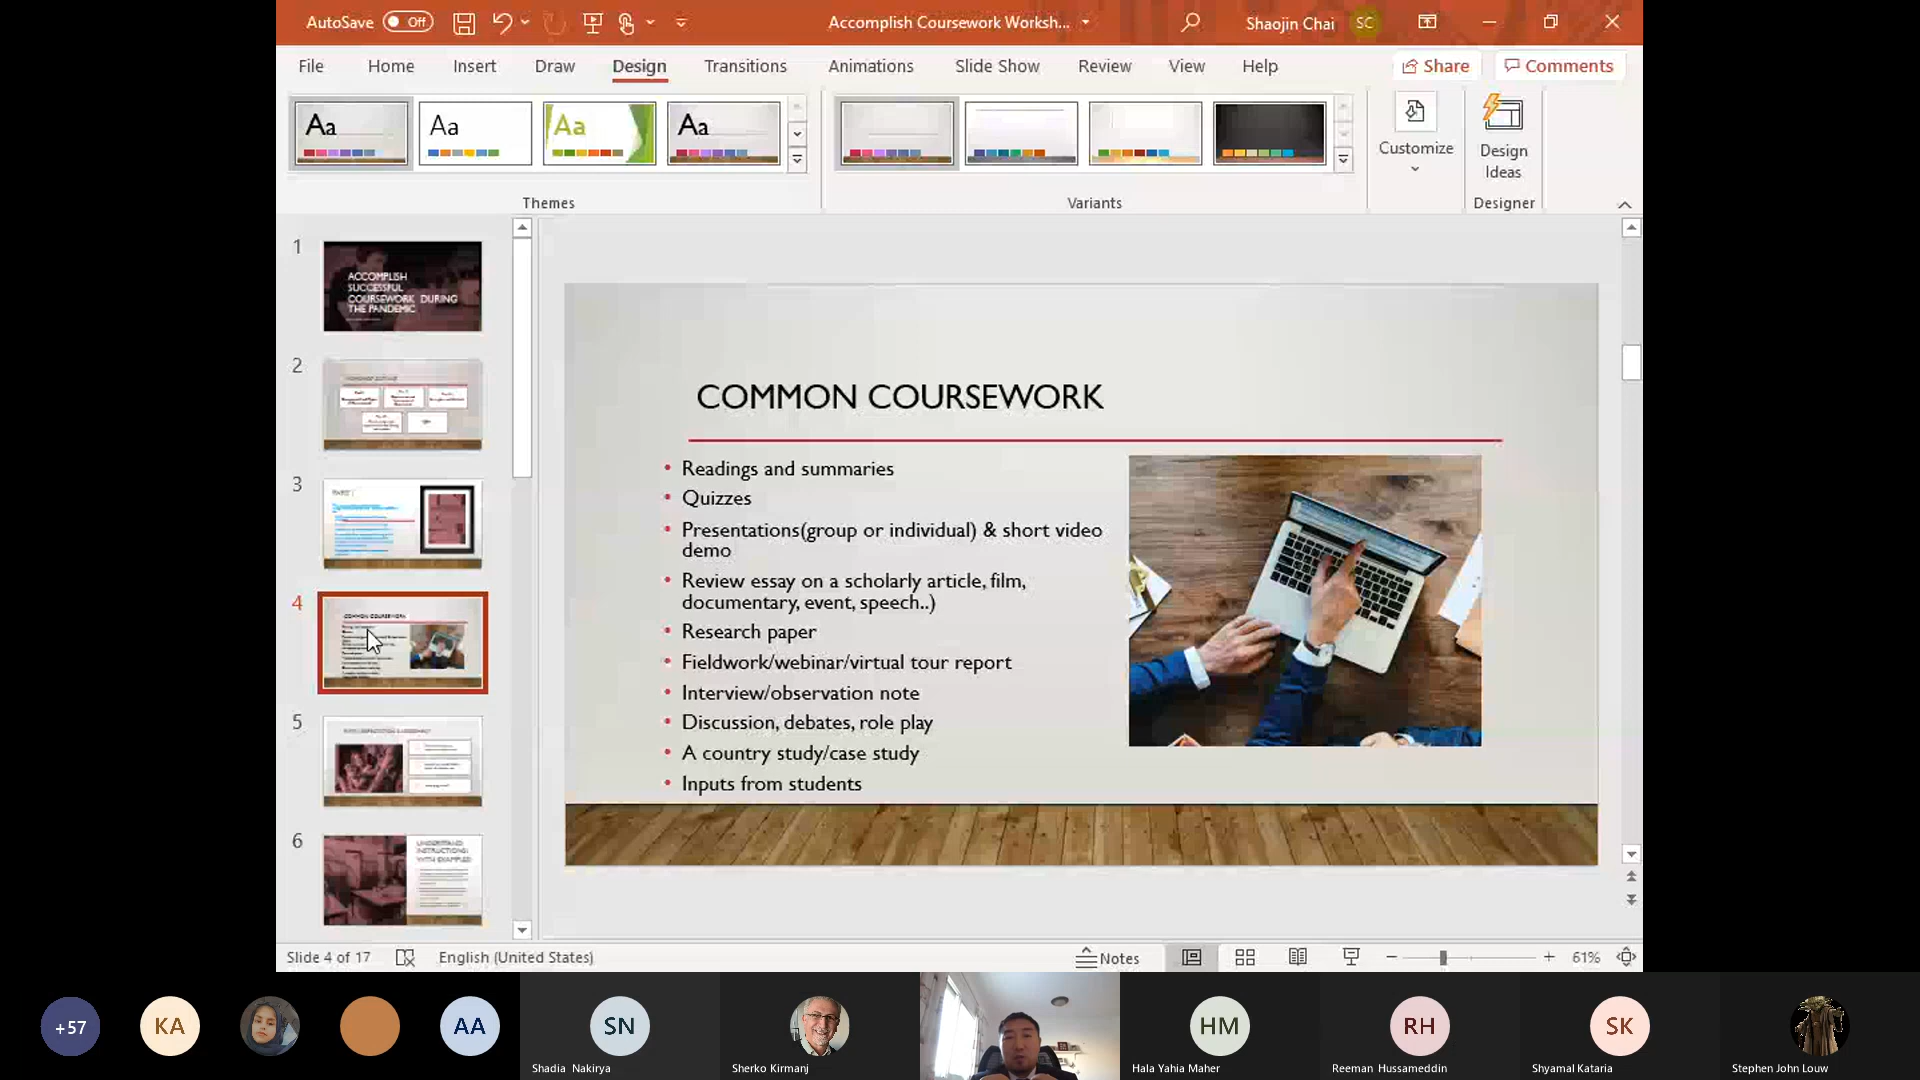 AutoSave Off
Accomplish Coursework Worksh...
Shaojin Chai SC
File Home Insert Draw Design Transitions Animations Slide Show Review View Help Share Comments
Aa Aa Aa Aa
Customize
Design
Ideas
Themes
Variants
Designer
1
ACCOMPLISH
SUCCESSFUL
COURSEWORK DURING
THE PANDEMIC
2
3
4
COMMON COURSEWORK
5
6
UNDERSTAND
INSTRUCTIONS
WITH EXAMPLES
COMMON COURSEWORK
• Readings and summaries
• Quizzes
• Presentations(group or individual) & short video
demo
• Review essay on a scholarly article, film,
documentary, event, speech..)
• Research paper
• Fieldwork/webinar/virtual tour report
• Interview/observation note
• Discussion, debates, role play
• A country study/case study
• Inputs from students
Slide 4 of 17
English (United States)
Notes
61%
+57
KA
AA
SN
HM
RH
SK
Shadia Nakirya
Sherko Kirmanj
Hala Yahia Maher
Reeman Hussameddin
Shyamal Kataria
Stephen John Louw